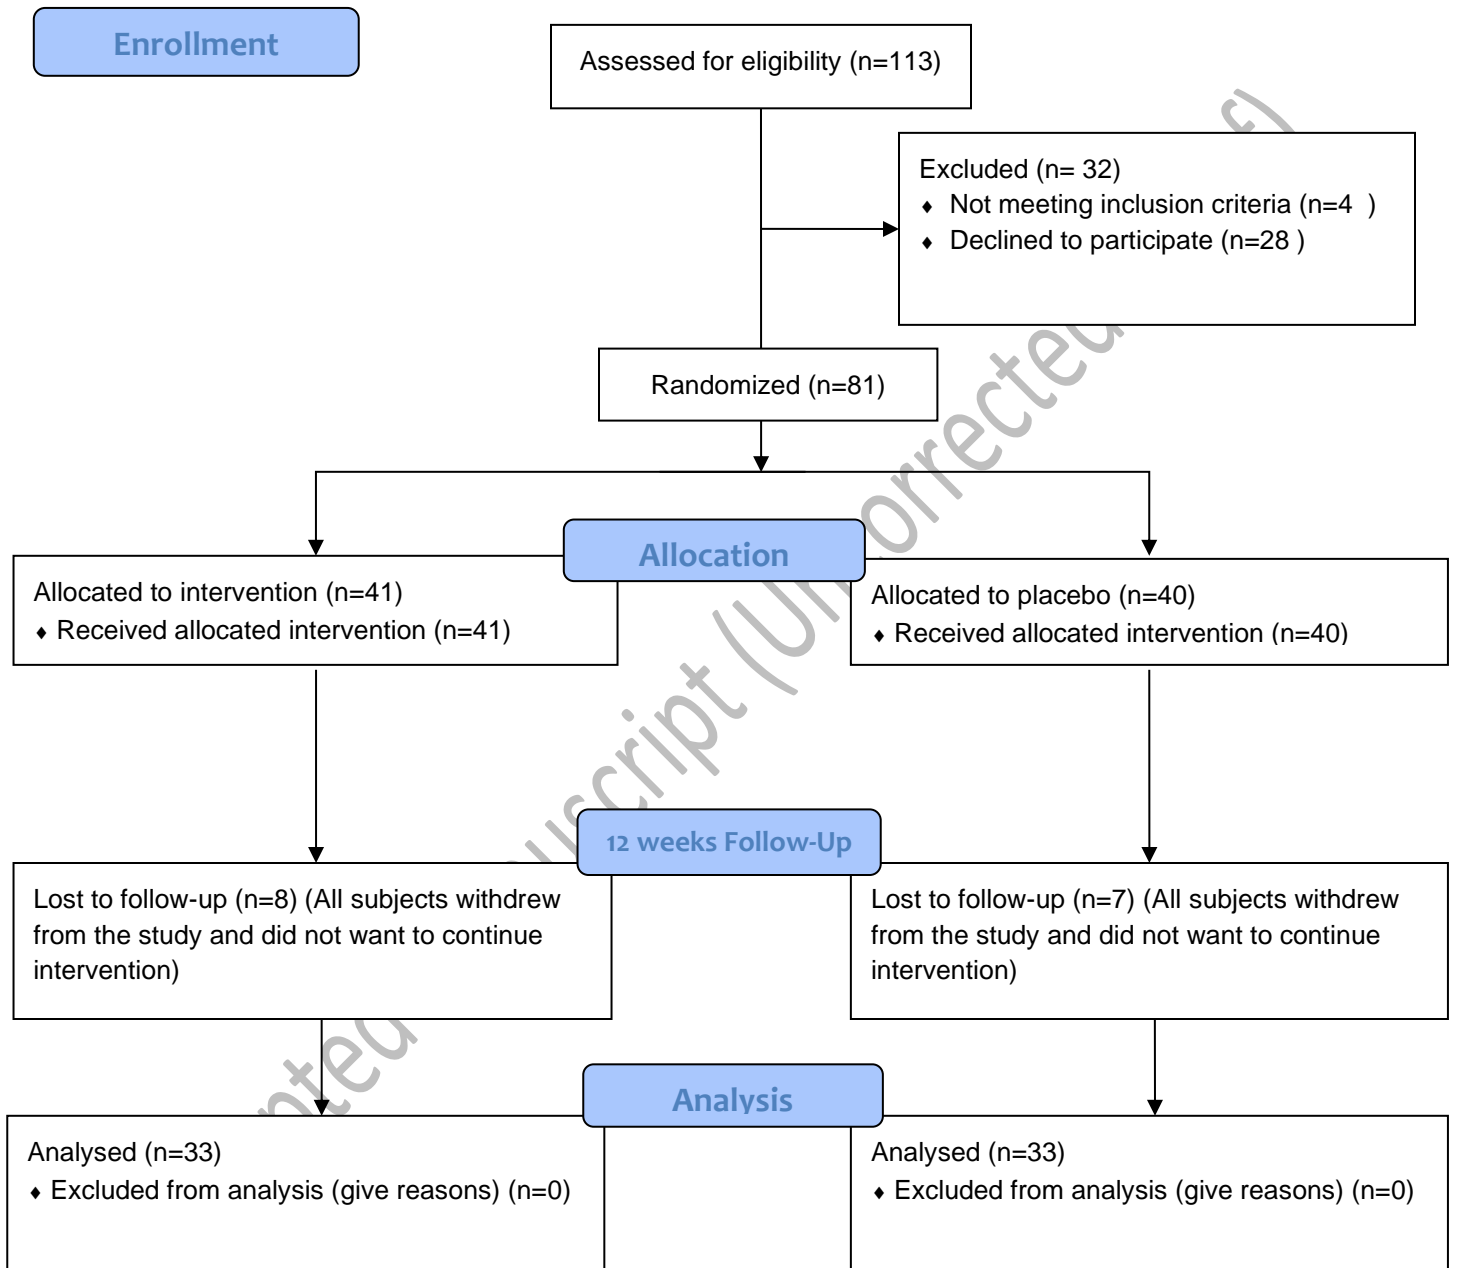 Enrollment
Assessed for eligibility (n=113)
Excluded (n= 32)
♦ Not meeting inclusion criteria (n=4  )
♦ Declined to participate (n=28 )
Randomized (n=81)
Allocation
Allocated to intervention (n=41)
♦ Received allocated intervention (n=41)
Allocated to placebo (n=40)
♦ Received allocated intervention (n=40)
12 weeks Follow-Up
Lost to follow-up (n=8) (All subjects withdrew
from the study and did not want to continue
intervention)
Lost to follow-up (n=7) (All subjects withdrew
from the study and did not want to continue
intervention)
Analysis
Analysed (n=33)
♦ Excluded from analysis (give reasons) (n=0)
Analysed (n=33)
♦ Excluded from analysis (give reasons) (n=0)